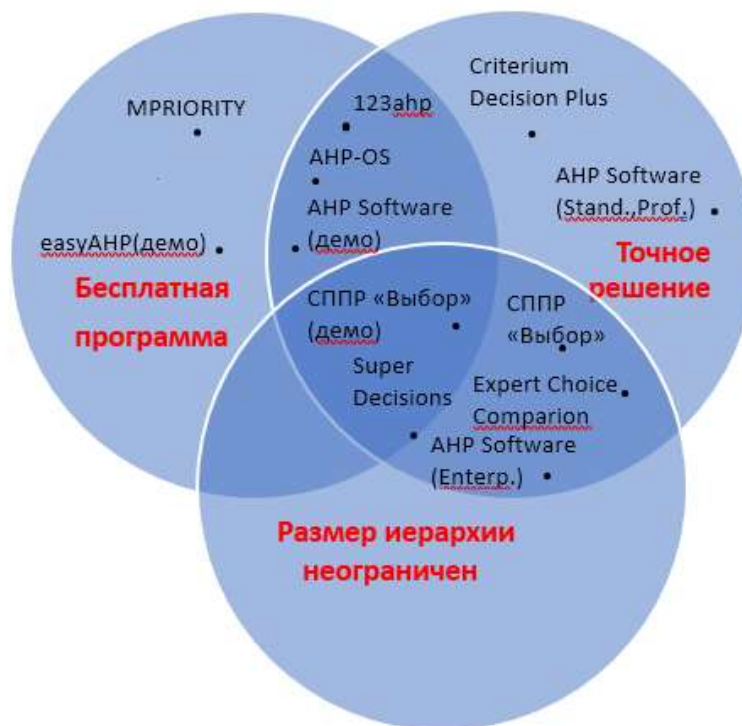 MPRIORITY
easyAHP(демо)
Бесплатная
программа
123ahp
AHP-OS
AHP Software
(демо)
Criterium
Decision Plus
AHP Software
(Stand.,Prof.)
Точное
решение
СППР «Выбор»
(демо)
Super
Decisions
СППР
«Выбор»
Expert Choice
Comparion
AHP Software
(Enterp.)
Размер иерархии
неограничен